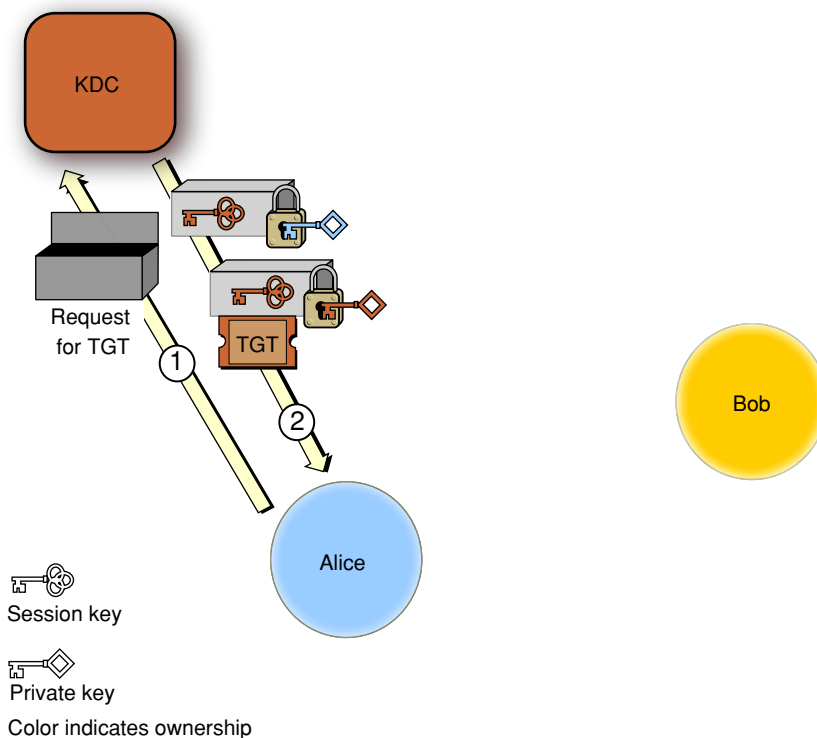 KDC
Request
for TGT
TGT
1
2
Bob
Alice
Session key
Private key
Color indicates ownership